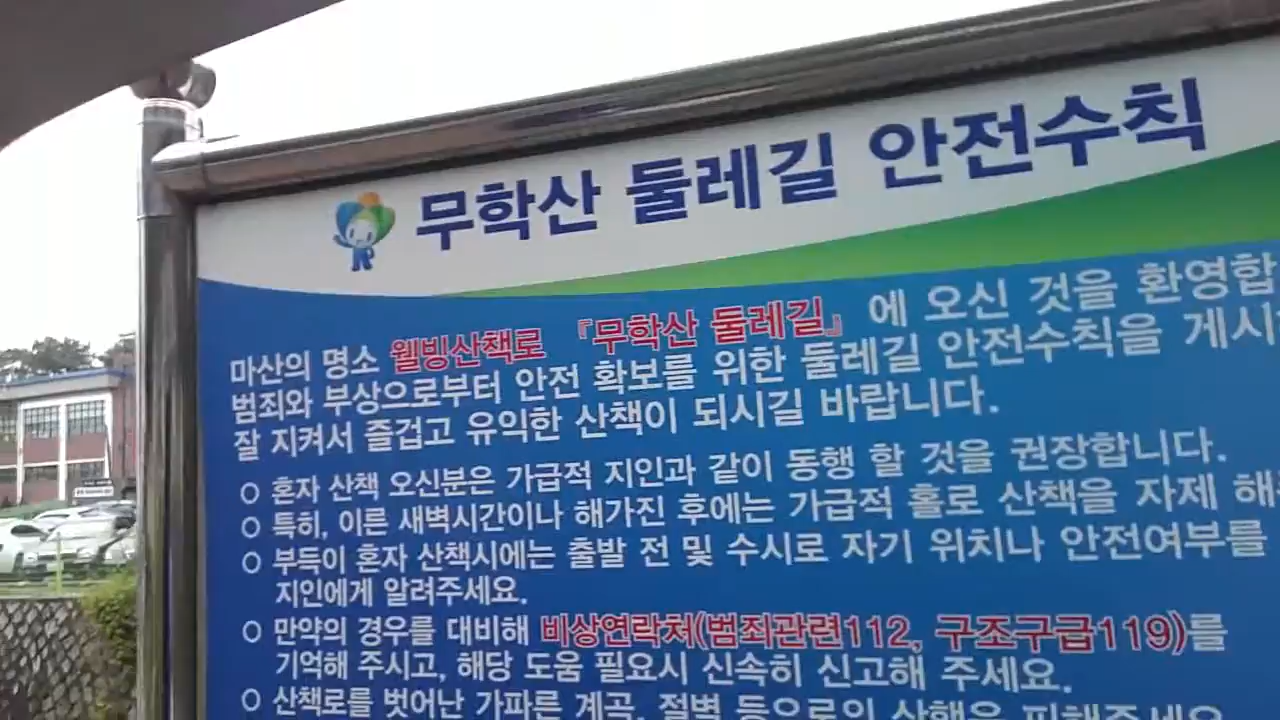 무학산 둘레길 안전수칙
마산의 명소 웰빙산책로 『무학산 둘레길』 에 오신 것을 환영합
범죄와 부상으로부터 안전 확보를 위한 둘레길 안전수칙을 게시
잘 지켜서 즐겁고 유익한 산책이 되시길 바랍니다.
○ 혼자 산책 오신분은 가급적 지인과 같이 동행 할 것을 권장합니다.
○ 특히, 이른 새벽시간이나 해가진 후에는 가급적 홀로 산책을 자제 해
○ 부득이 혼자 산책시에는 출발 전 및 수시로 자기 위치나 안전여부를
지인에게 알려주세요.
○ 만약의 경우를 대비해 비상연락처(범죄관련112, 구조구급119)를
기억해 주시고, 해당 도움 필요시 신속히 신고해 주세요.
○ 산책로를 벗어난 가파른 계곡, 절벽 등으로의 산행은 피해주세요